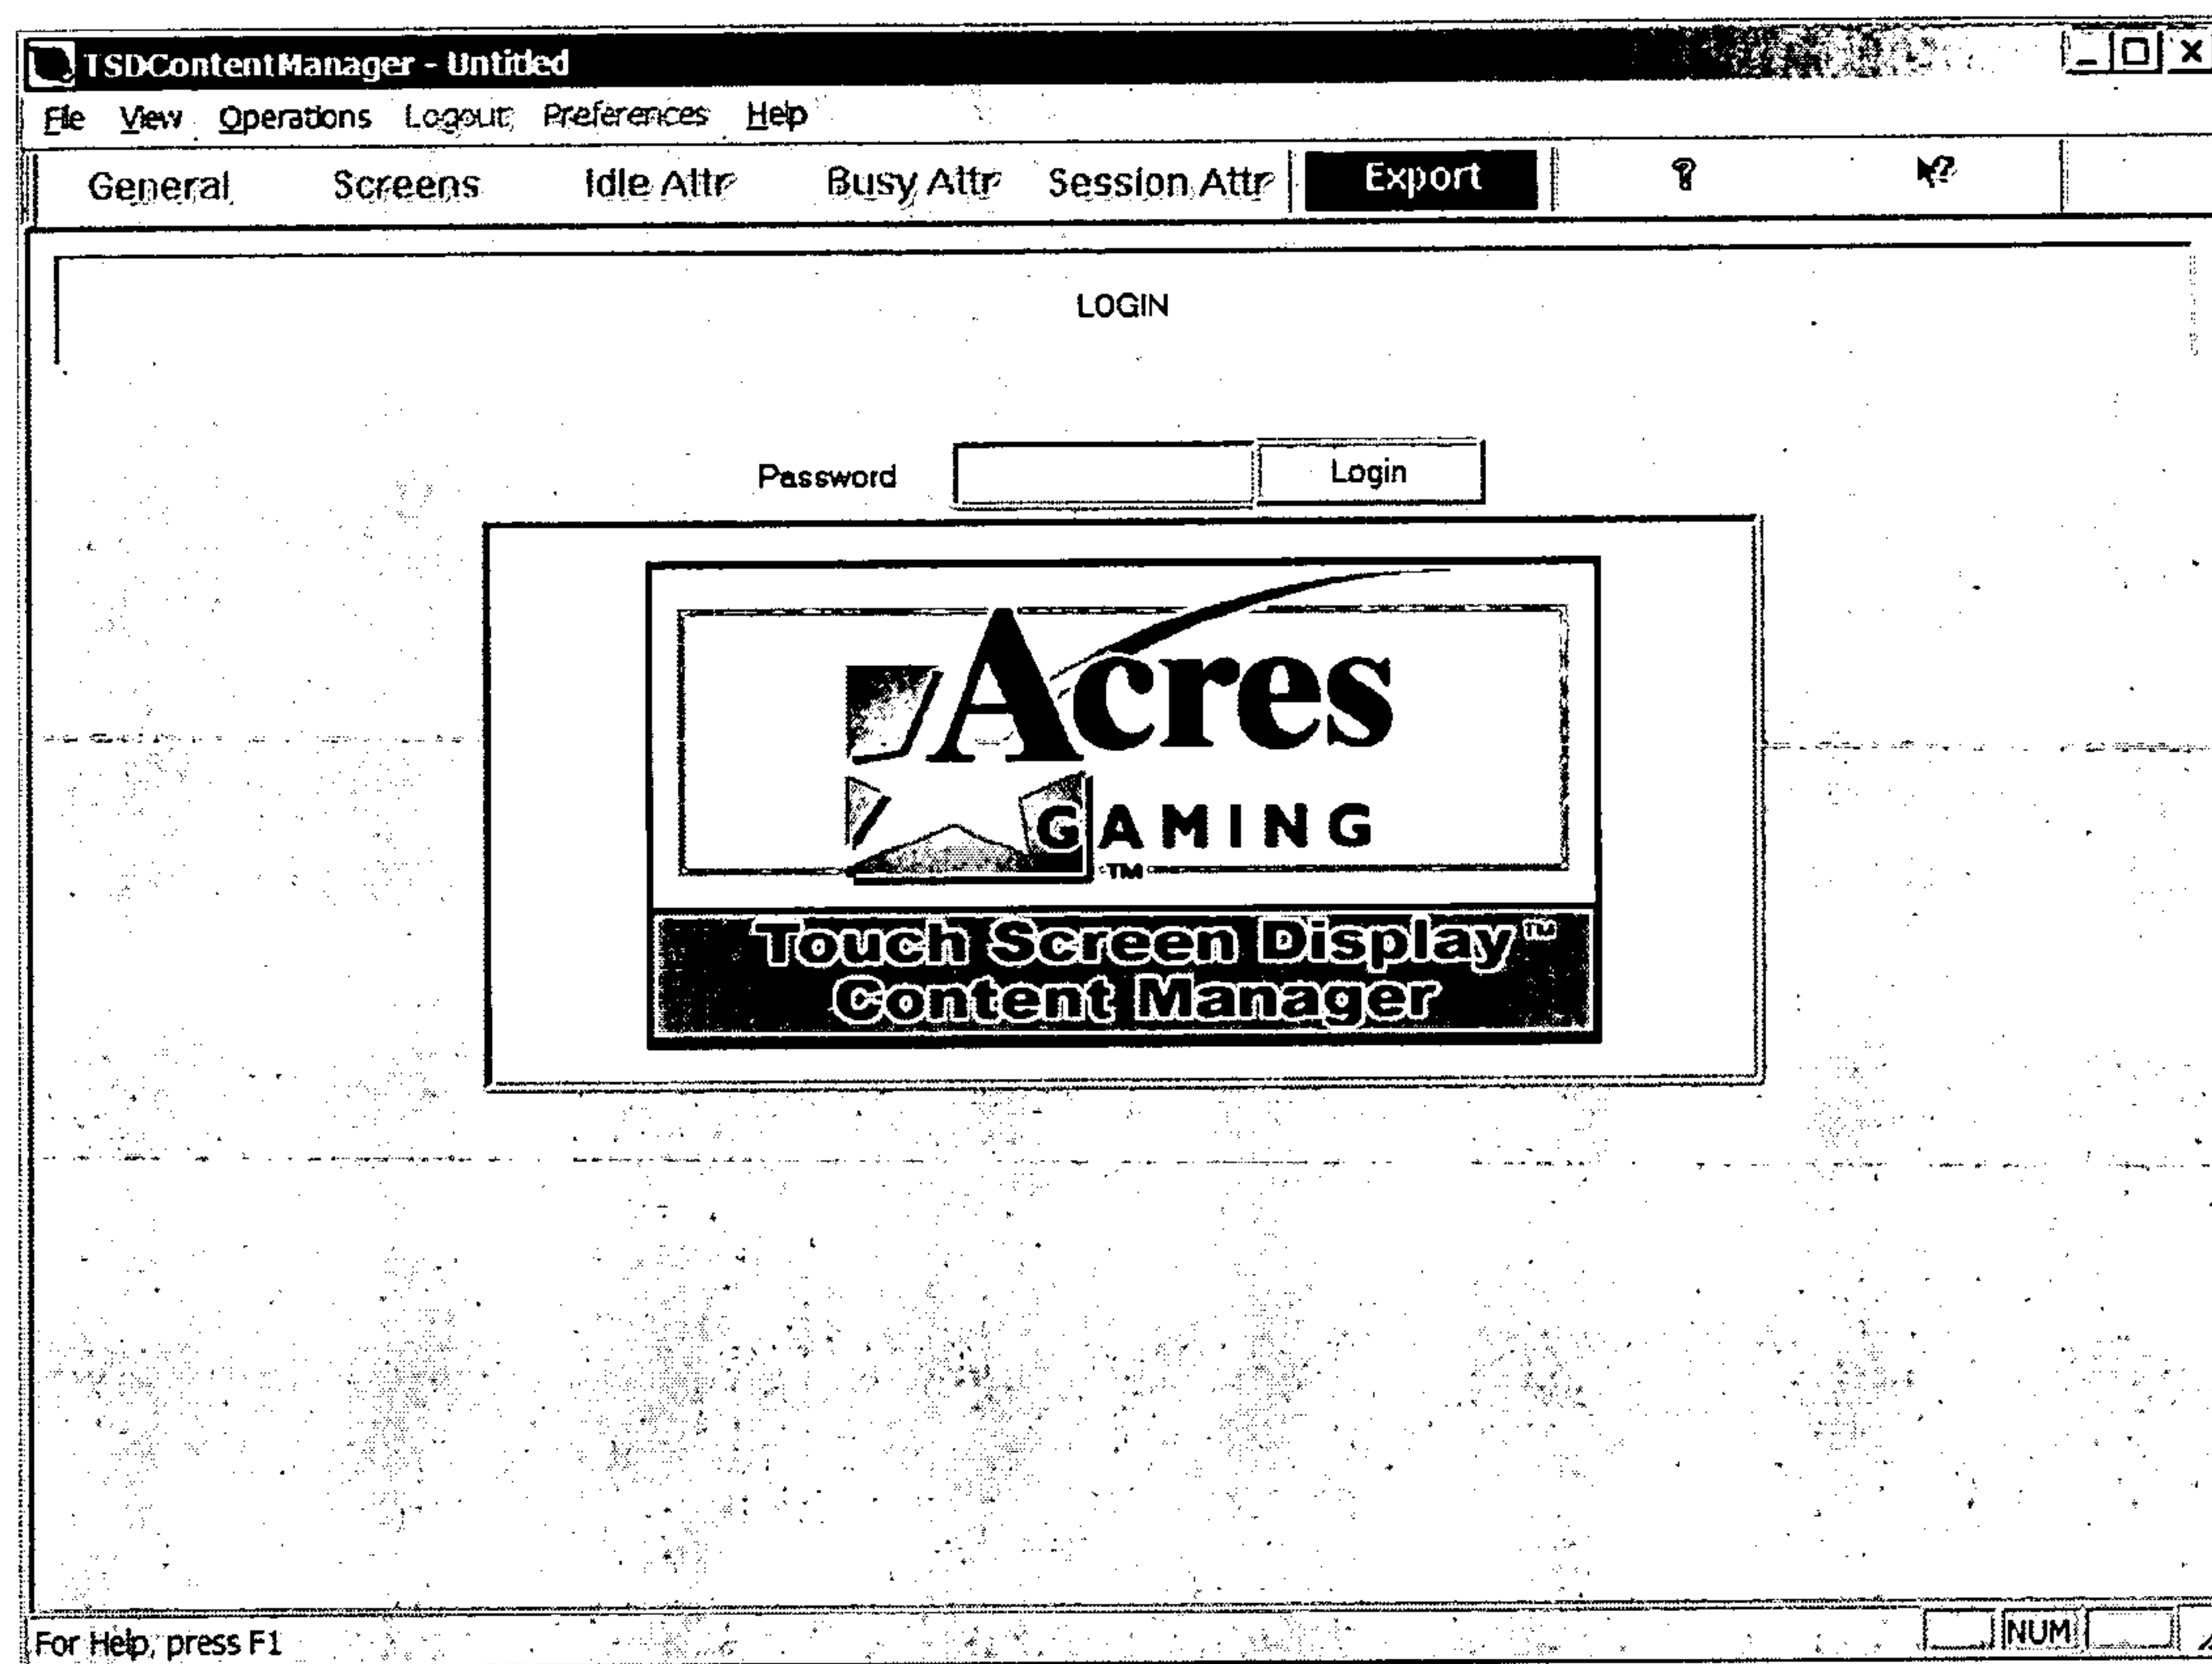 TSDContentManager - Untitled
File View Operations Logout Preferences Help
General Screens Idle Attr Busy Attr Session Attr Export ? ?
LOGIN
Password Login
Acres
GAMING
TM
Touch Screen Display™
Content Manager
For Help, press F1 NUM